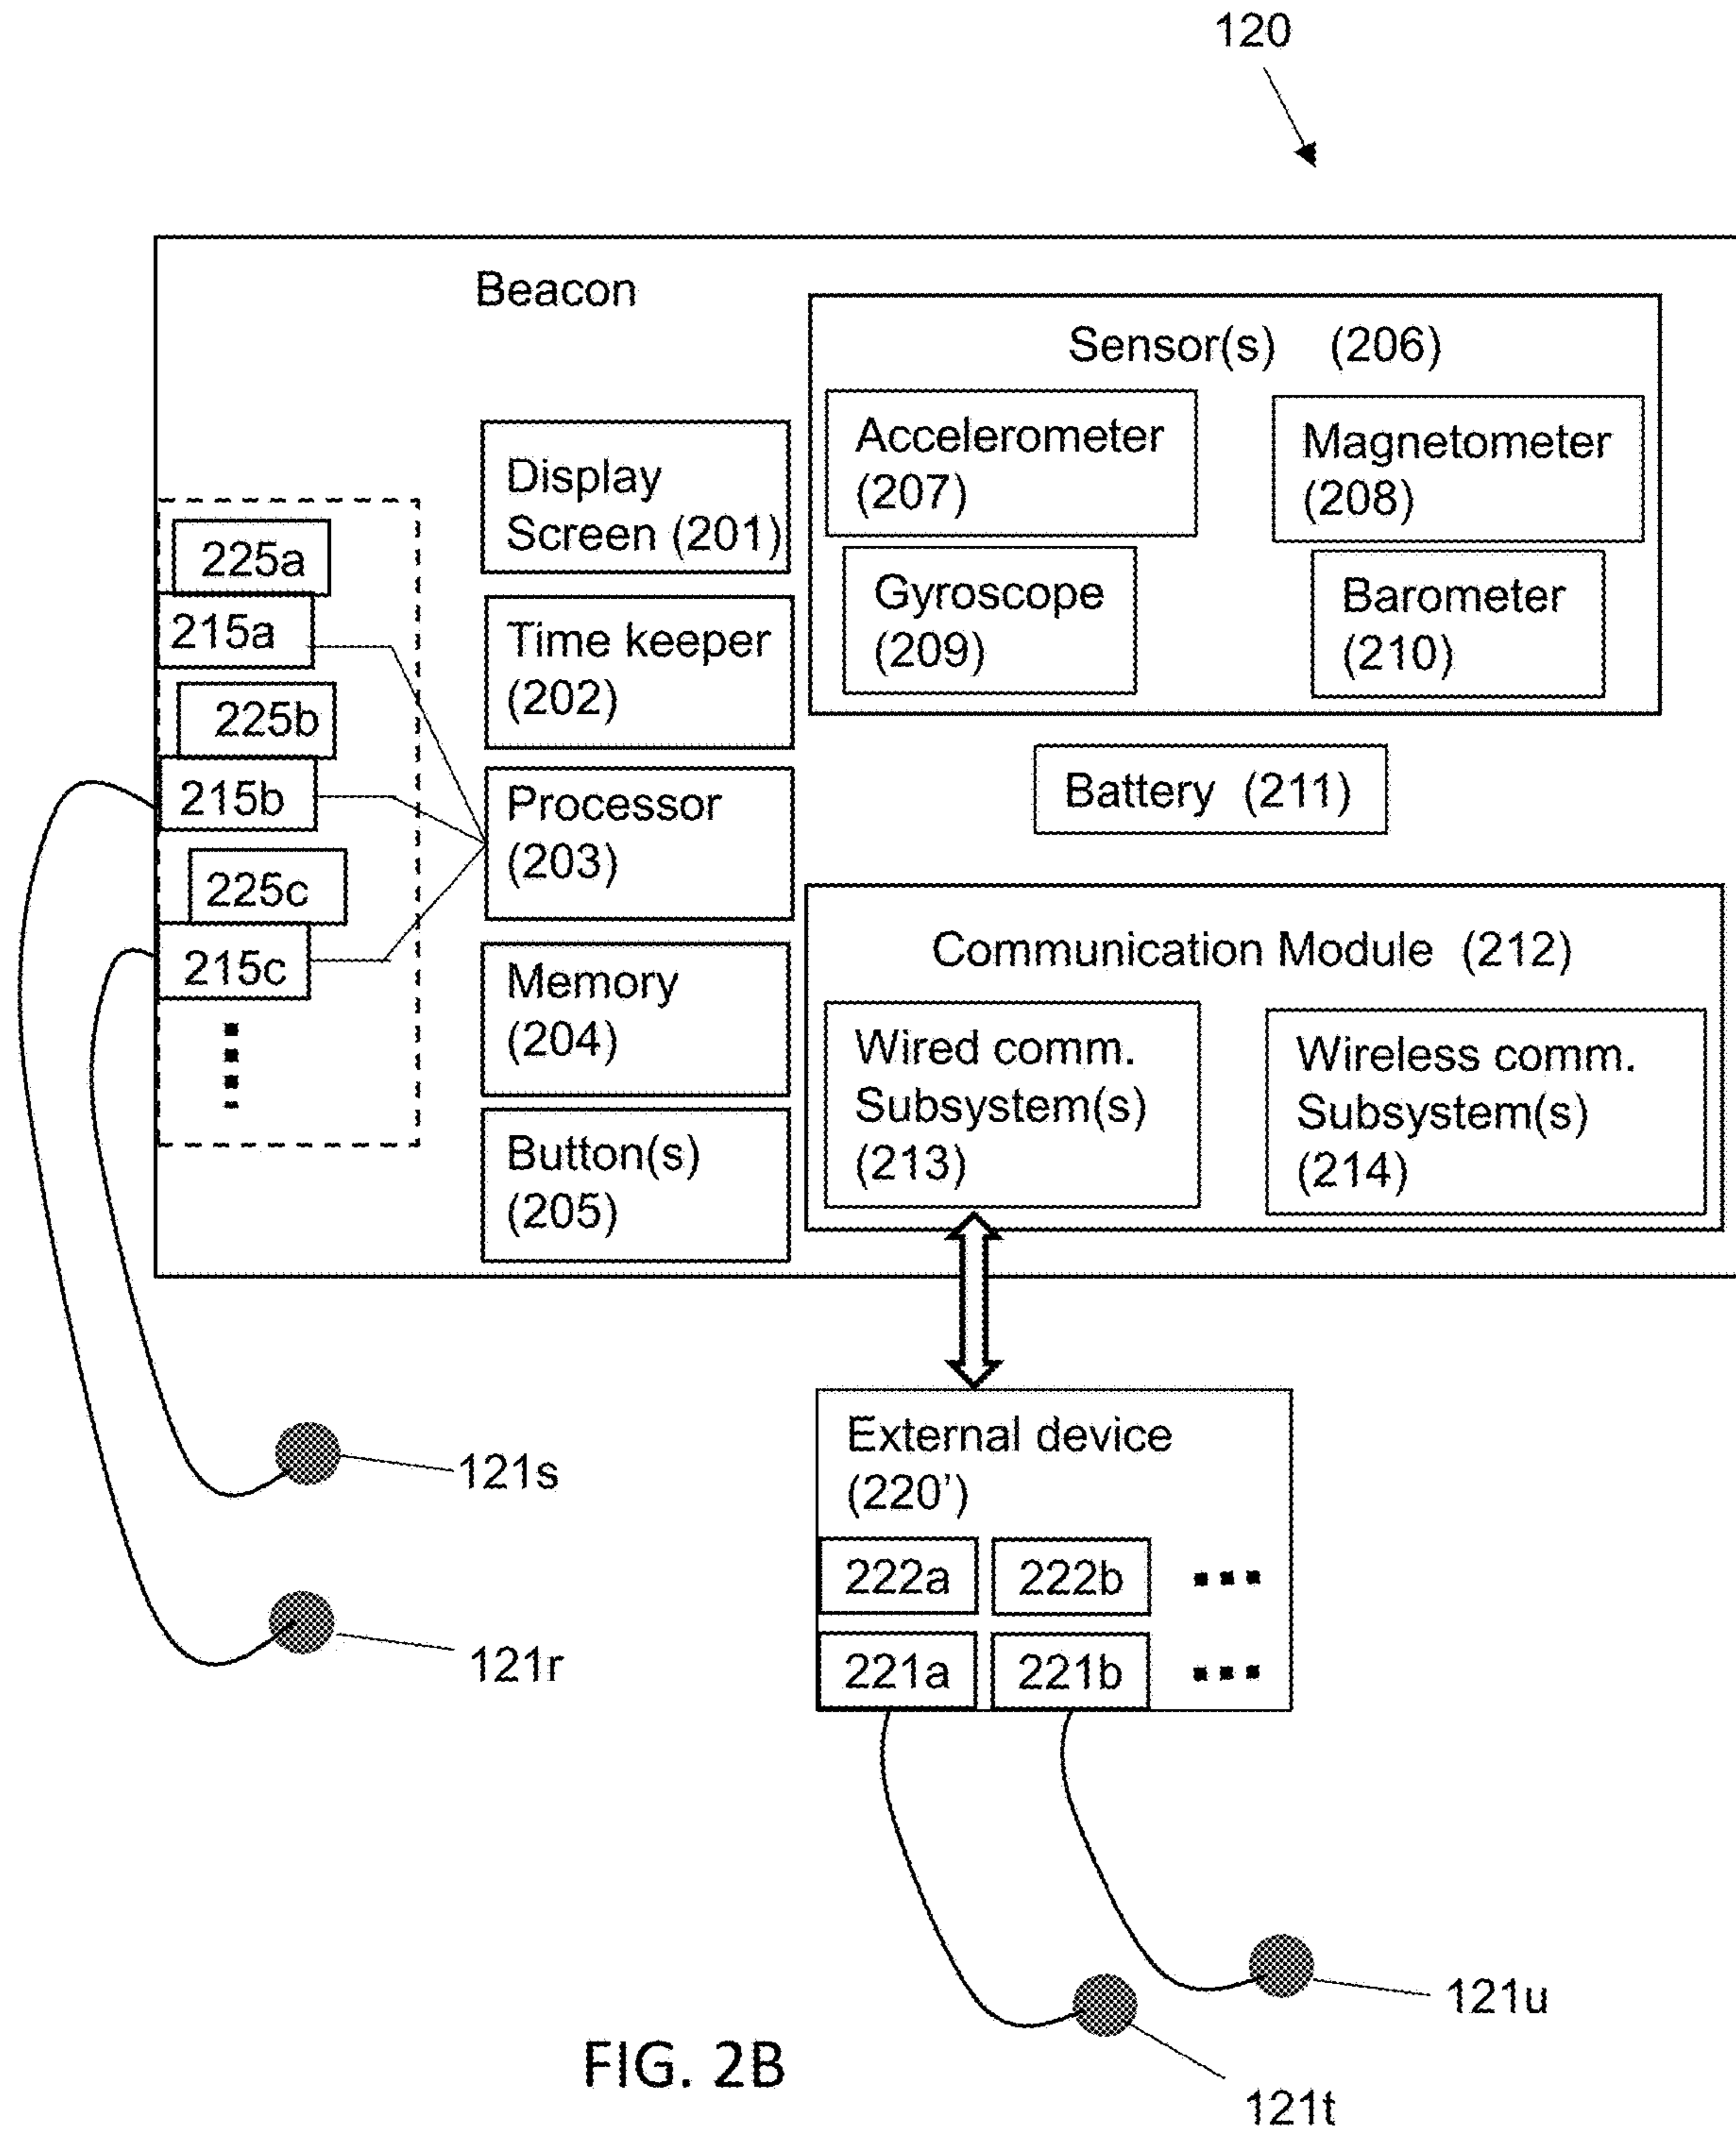 120
Beacon
Sensor(s) (206)
Accelerometer
(207)
Magnetometer
(208)
Gyroscope
(209)
Barometer
(210)
Display
Screen (201)
Time keeper
(202)
Processor
(203)
Memory
(204)
Button(s)
(205)
225a
215a
225b
215b
225c
215c
Battery (211)
Communication Module (212)
Wired comm.
Subsystem(s)
(213)
Wireless comm.
Subsystem(s)
(214)
External device
(220’)
222a 222b
221a 221b
121s
121r
121u
121t
FIG. 2B